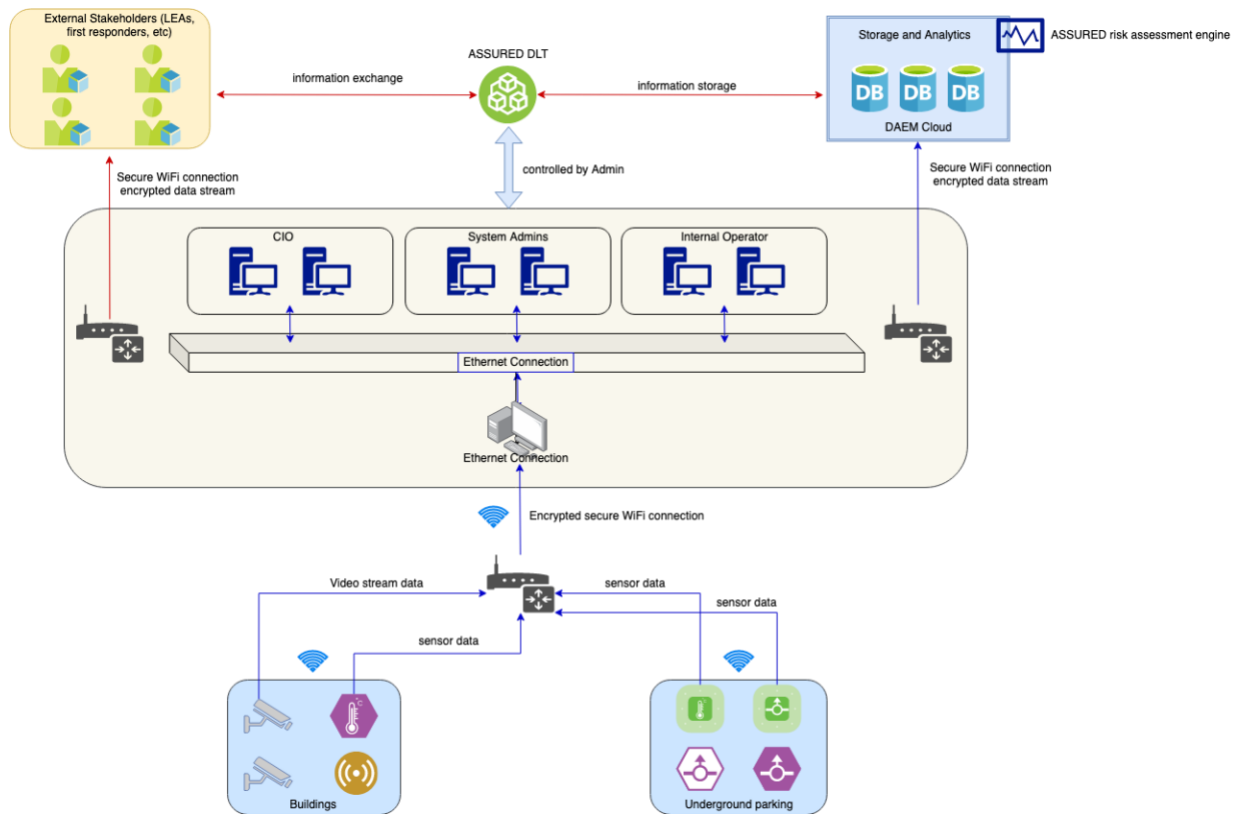 External Stakeholders (LEAs,
first responders, etc)
ASSURED DLT
Storage and Analytics
ASSURED risk assessment engine
information exchange
information storage
DB
DB
DB
DAEM Cloud
controlled by Admin
Secure WiFi connection
encrypted data stream
Secure WiFi connection
encrypted data stream
CIO
System Admins
Internal Operator
Ethernet Connection
Ethernet Connection
Encrypted secure WiFi connection
Video stream data
sensor data
sensor data
sensor data
°C
Buildings
Underground parking